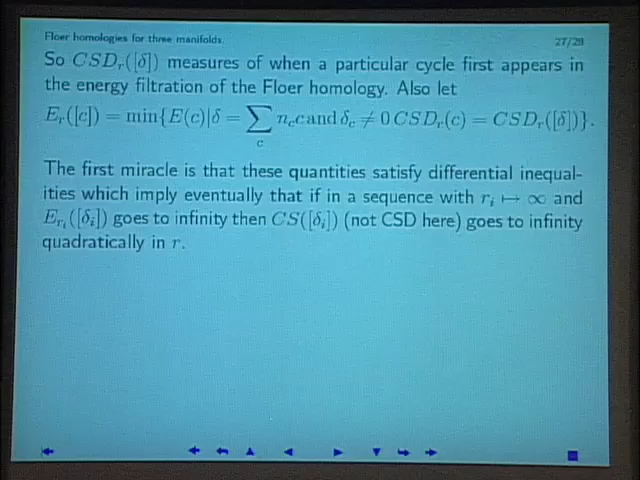 Floer homologies for three manifolds.
27/29
So CSD_r([δ]) measures of when a particular cycle first appears in
the energy filtration of the Floer homology. Also let
E_r([c]) = min{E(c)|δ = ∑_c n_c c and δ_c ≠ 0 CSD_r(c) = CSD_r([δ])}.
The first miracle is that these quantities satisfy differential inequal-
ities which imply eventually that if in a sequence with r_i ↦ ∞ and
E_{r_i}([δ_i]) goes to infinity then CS([δ_i]) (not CSD here) goes to infinity
quadratically in r.